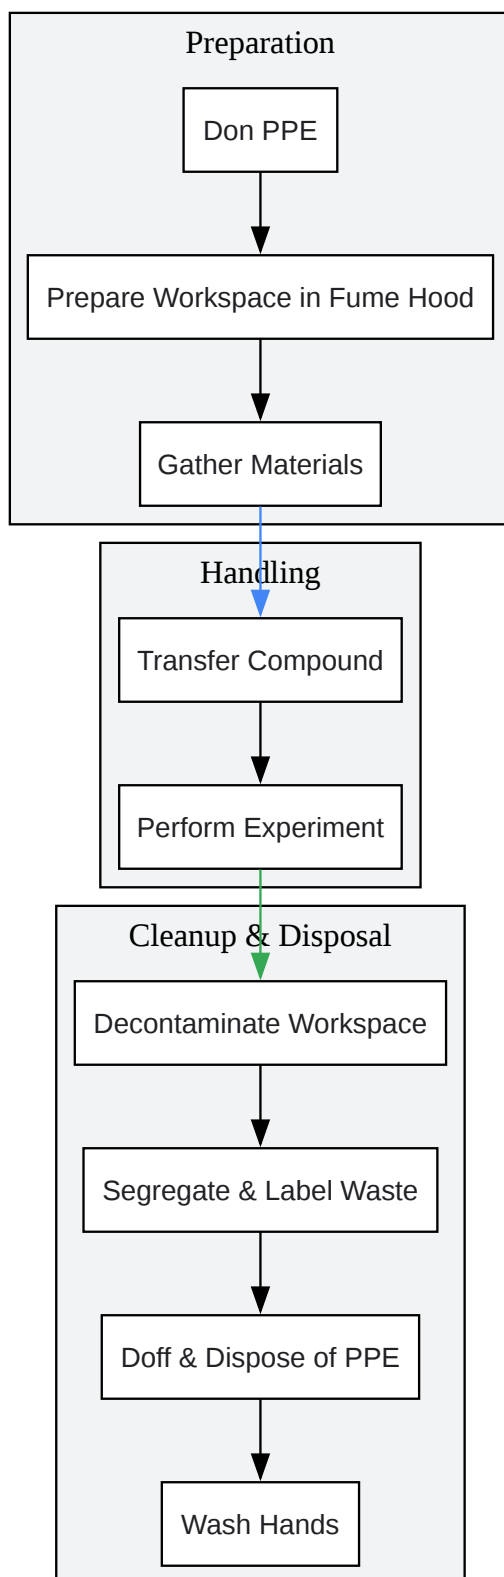 Preparation
Don PPE
Prepare Workspace in Fume Hood
Gather Materials
Handling
Transfer Compound
Perform Experiment
Cleanup & Disposal
Decontaminate Workspace
Segregate & Label Waste
Doff & Dispose of PPE
Wash Hands